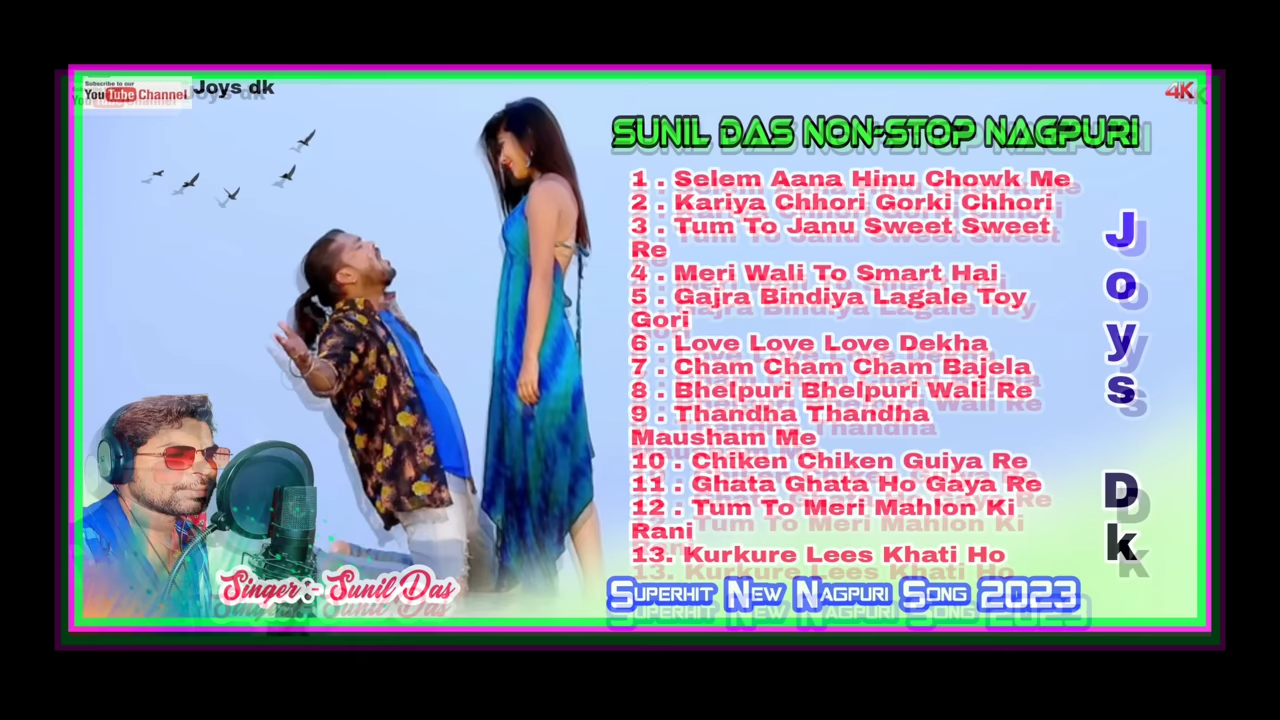 Subscribe to our
YouTube Channel
Joys dk
4K
SUNIL DAS NON-STOP NAGPURI
1 . Selem Aana Hinu Chowk Me
2 . Kariya Chhori Gorki Chhori
3 . Tum To Janu Sweet Sweet
Re
4 . Meri Wali To Smart Hai
5 . Gajra Bindiya Lagale Toy
Gori
6 . Love Love Love Dekha
7 . Cham Cham Cham Bajela
8 . Bhelpuri Bhelpuri Wali Re
9 . Thandha Thandha
Mausham Me
10 . Chiken Chiken Guiya Re
11 . Ghata Ghata Ho Gaya Re
12 . Tum To Meri Mahlon Ki
Rani
13. Kurkure Lees Khati Ho
Joys Dk
Singer :- Sunil Das
Superhit New Nagpuri Song 2023